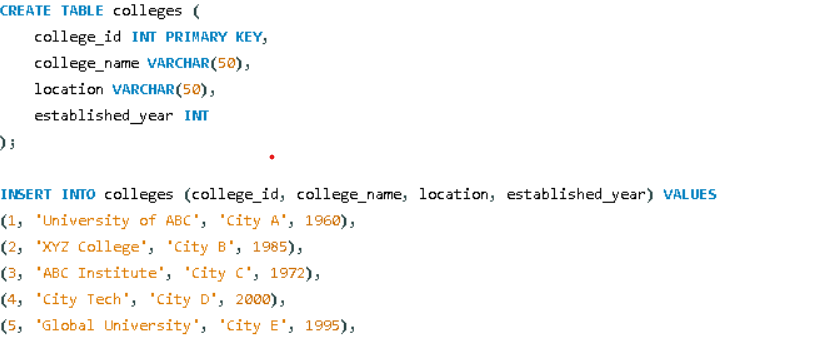 CREATE TABLE colleges (
    college_id INT PRIMARY KEY,
    college_name VARCHAR(50),
    location VARCHAR(50),
    established_year INT
);
INSERT INTO colleges (college_id, college_name, location, established_year) VALUES
(1, 'University of ABC', 'City A', 1960),
(2, 'XYZ College', 'City B', 1985),
(3, 'ABC Institute', 'City C', 1972),
(4, 'City Tech', 'City D', 2000),
(5, 'Global University', 'City E', 1995),